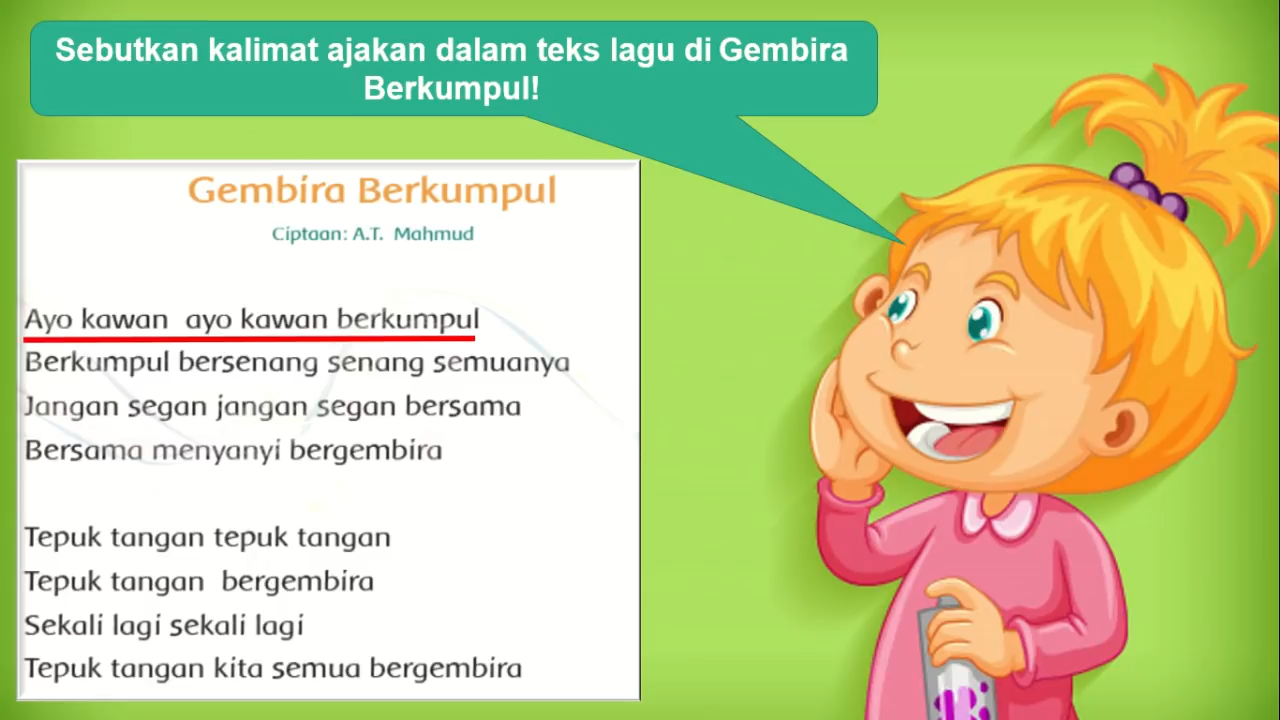 Sebutkan kalimat ajakan dalam teks lagu di Gembira
Berkumpul!
Gembira Berkumpul
Ciptaan: A.T. Mahmud
Ayo kawan ayo kawan berkumpul
Berkumpul bersenang senang semuanya
Jangan segan jangan segan bersama
Bersama menyanyi bergembira
Tepuk tangan tepuk tangan
Tepuk tangan bergembira
Sekali lagi sekali lagi
Tepuk tangan kita semua bergembira